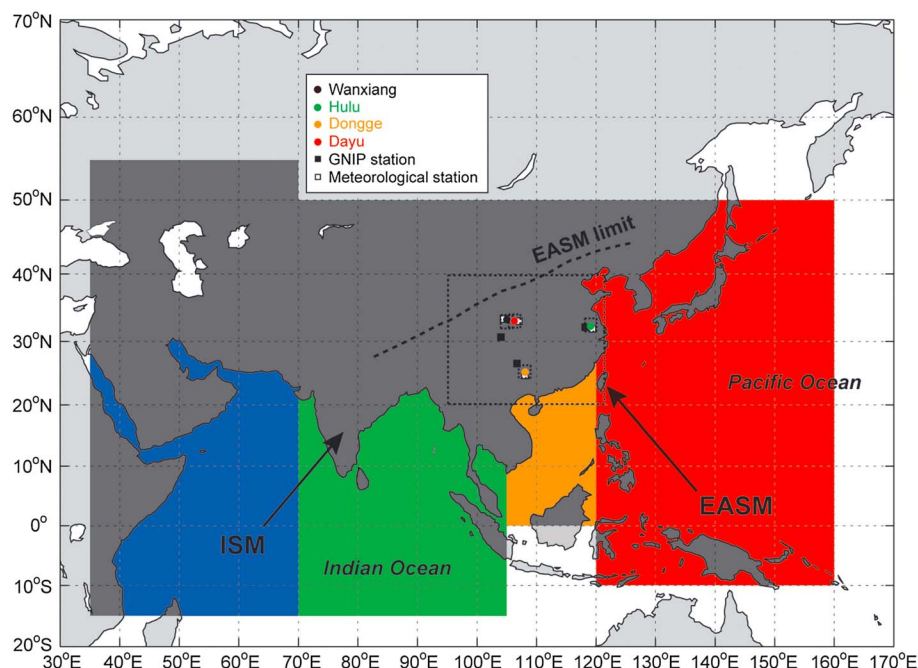 70°N
60°N
50°N
40°N
30°N
20°N
10°N
0°
10°S
20°S
Wanxiang
Hulu
Dongge
Dayu
GNIP station
Meteorological station
EASM limit
Pacific Ocean
EASM
ISM
Indian Ocean
30°E 40°E 50°E 60°E 70°E 80°E 90°E 100°E 110°E 120°E 130°E 140°E 150°E 160°E 170°E